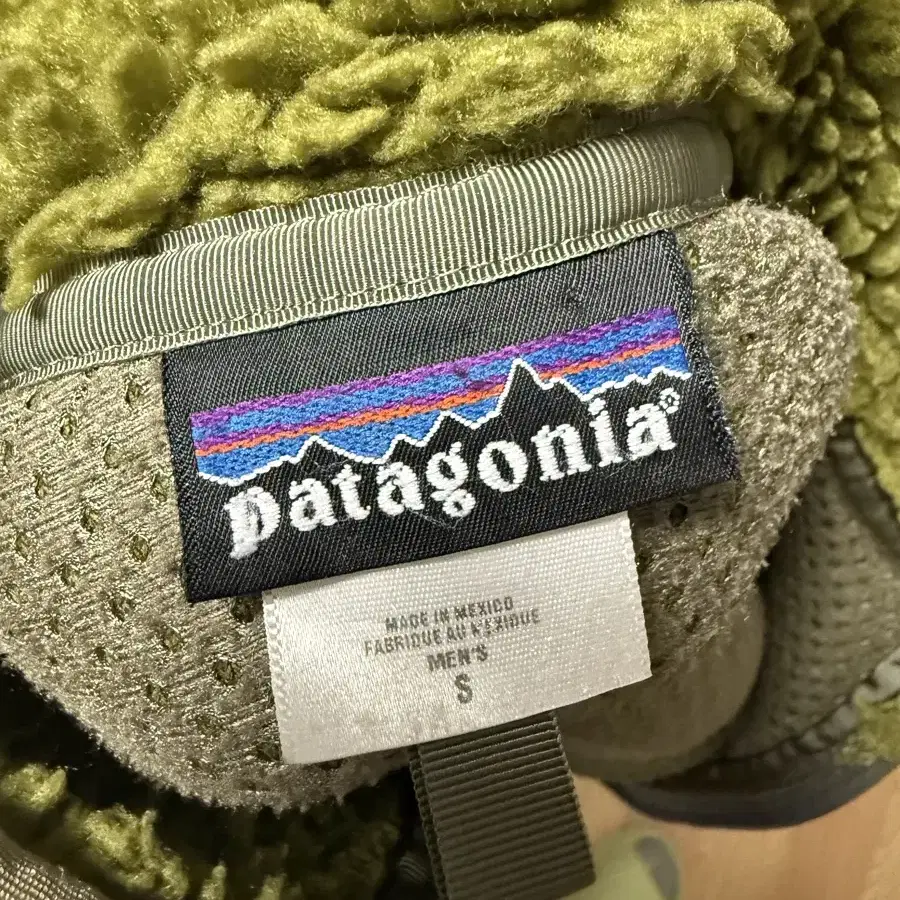 patagonia®
MADE IN MEXICO
FABRIQUE AU MEXIQUE
MEN'S
S